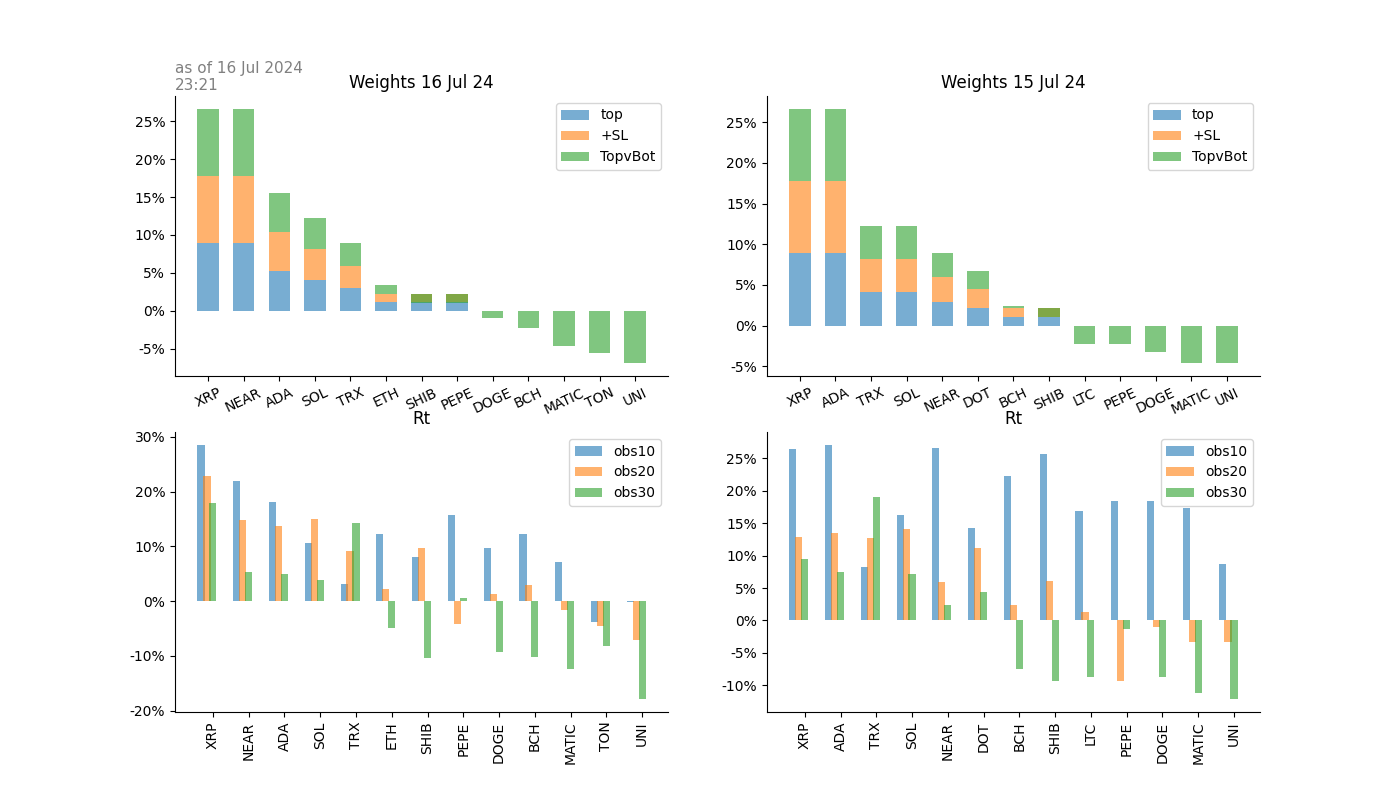 as of 16 Jul 2024
23:21
Weights 16 Jul 24
25%
20%
15%
10%
5%
0%
-5%
top
+SL
TopvBot
XRP NEAR ADA SOL TRX ETH SHIB PEPE DOGE BCH MATIC TON UNI
Weights 15 Jul 24
25%
20%
15%
10%
5%
0%
-5%
top
+SL
TopvBot
XRP ADA TRX SOL NEAR DOT BCH SHIB LTC PEPE DOGE MATIC UNI
Rt
30%
20%
10%
0%
-10%
-20%
obs10
obs20
obs30
XRP NEAR ADA SOL TRX ETH SHIB PEPE DOGE BCH MATIC TON UNI
Rt
25%
20%
15%
10%
5%
0%
-5%
-10%
obs10
obs20
obs30
XRP ADA TRX SOL NEAR DOT BCH SHIB LTC PEPE DOGE MATIC UNI